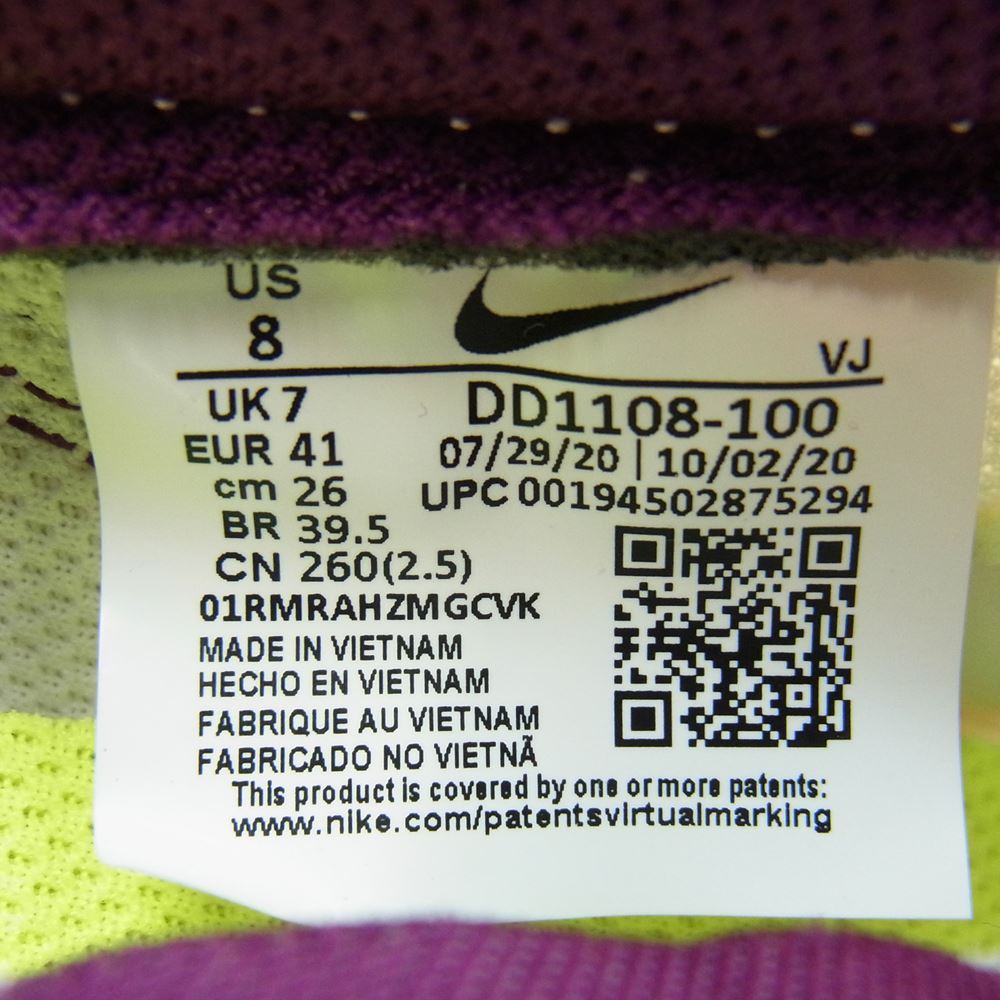 US
8
VJ
UK 7
DD1108-100
EUR 41
07/29/20 | 10/02/20
cm 26
UPC 00194502875294
BR 39.5
CN 260(2.5)
01RMRAHZMGCVK
MADE IN VIETNAM
HECHO EN VIETNAM
FABRIQUE AU VIETNAM
FABRICADO NO VIETNÃ
This product is covered by one or more patents:
www.nike.com/patentsvirtualmarking